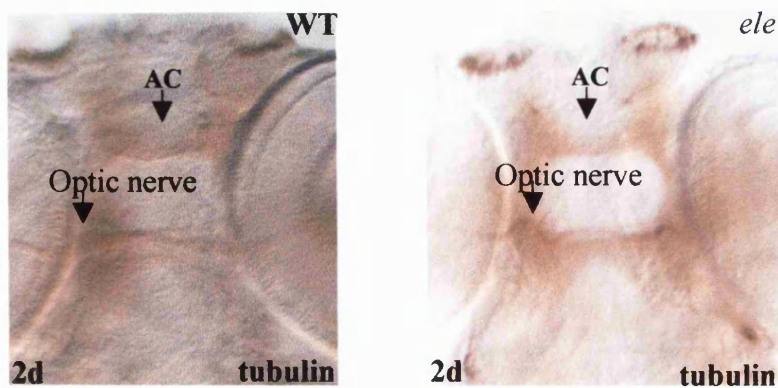 WT
AC
Optic nerve
2d tubulin
ele
AC
Optic nerve
2d tubulin